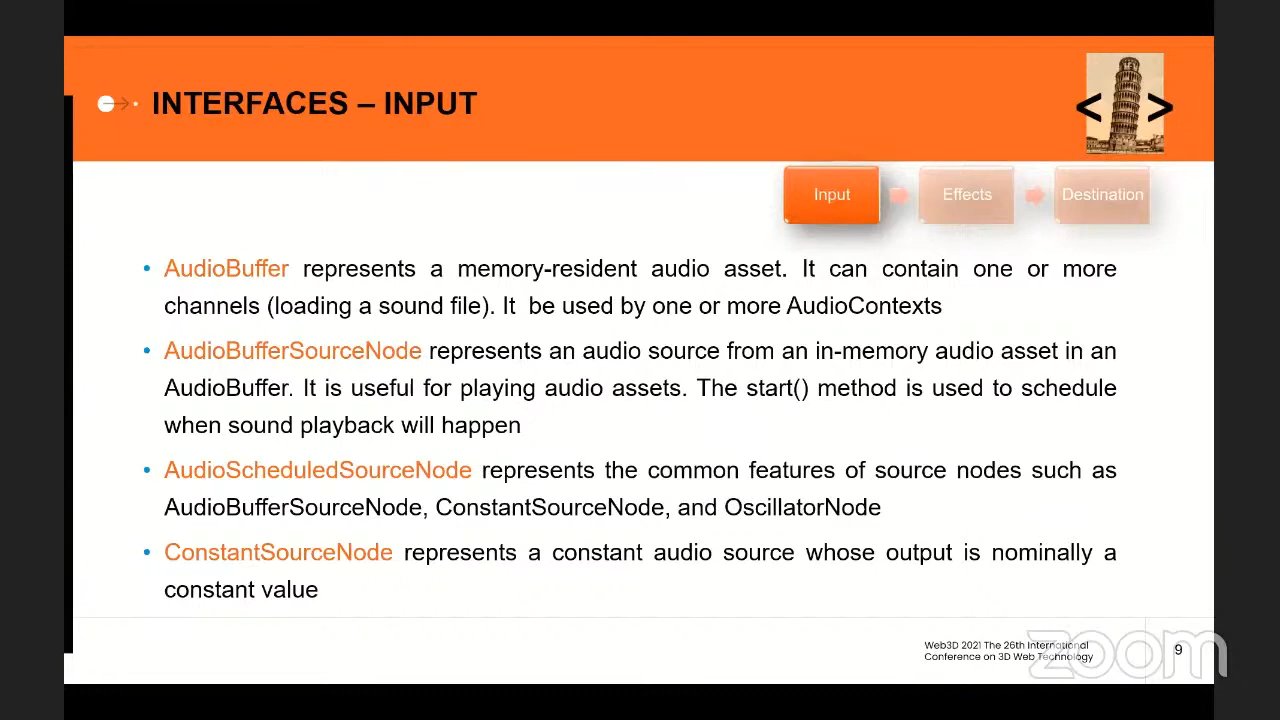 INTERFACES – INPUT
< >
Input Effects Destination
• AudioBuffer represents a memory-resident audio asset. It can contain one or more
channels (loading a sound file). It be used by one or more AudioContexts
• AudioBufferSourceNode represents an audio source from an in-memory audio asset in an
AudioBuffer. It is useful for playing audio assets. The start() method is used to schedule
when sound playback will happen
• AudioScheduledSourceNode represents the common features of source nodes such as
AudioBufferSourceNode, ConstantSourceNode, and OscillatorNode
• ConstantSourceNode represents a constant audio source whose output is nominally a
constant value
Web3D 2021 The 26th International
Conference on 3D Web Technology
zoom
9